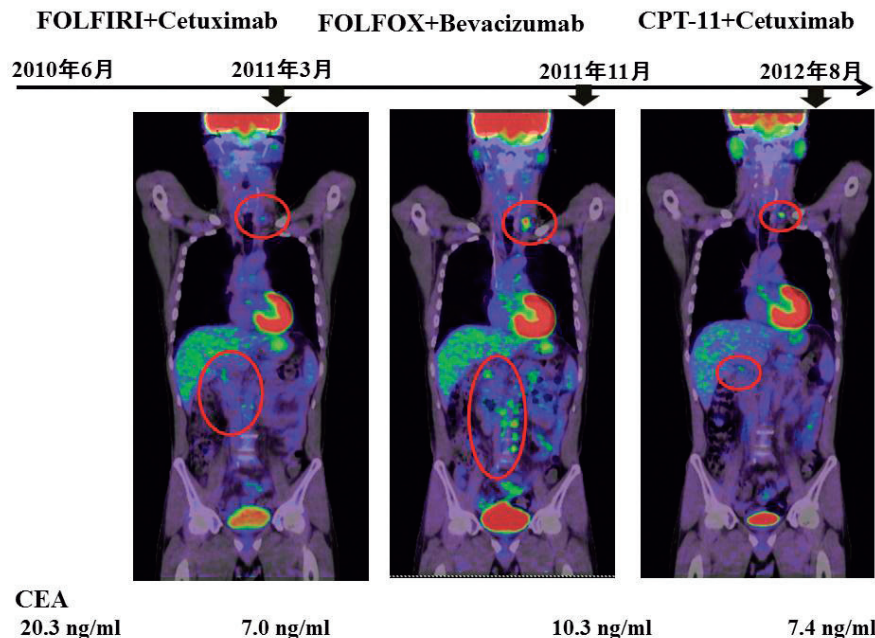 FOLFIRI+Cetuximab FOLFOX+Bevacizumab CPT-11+Cetuximab
2010年6月 2011年3月 2011年11月 2012年8月
CEA
20.3 ng/ml 7.0 ng/ml 10.3 ng/ml 7.4 ng/ml